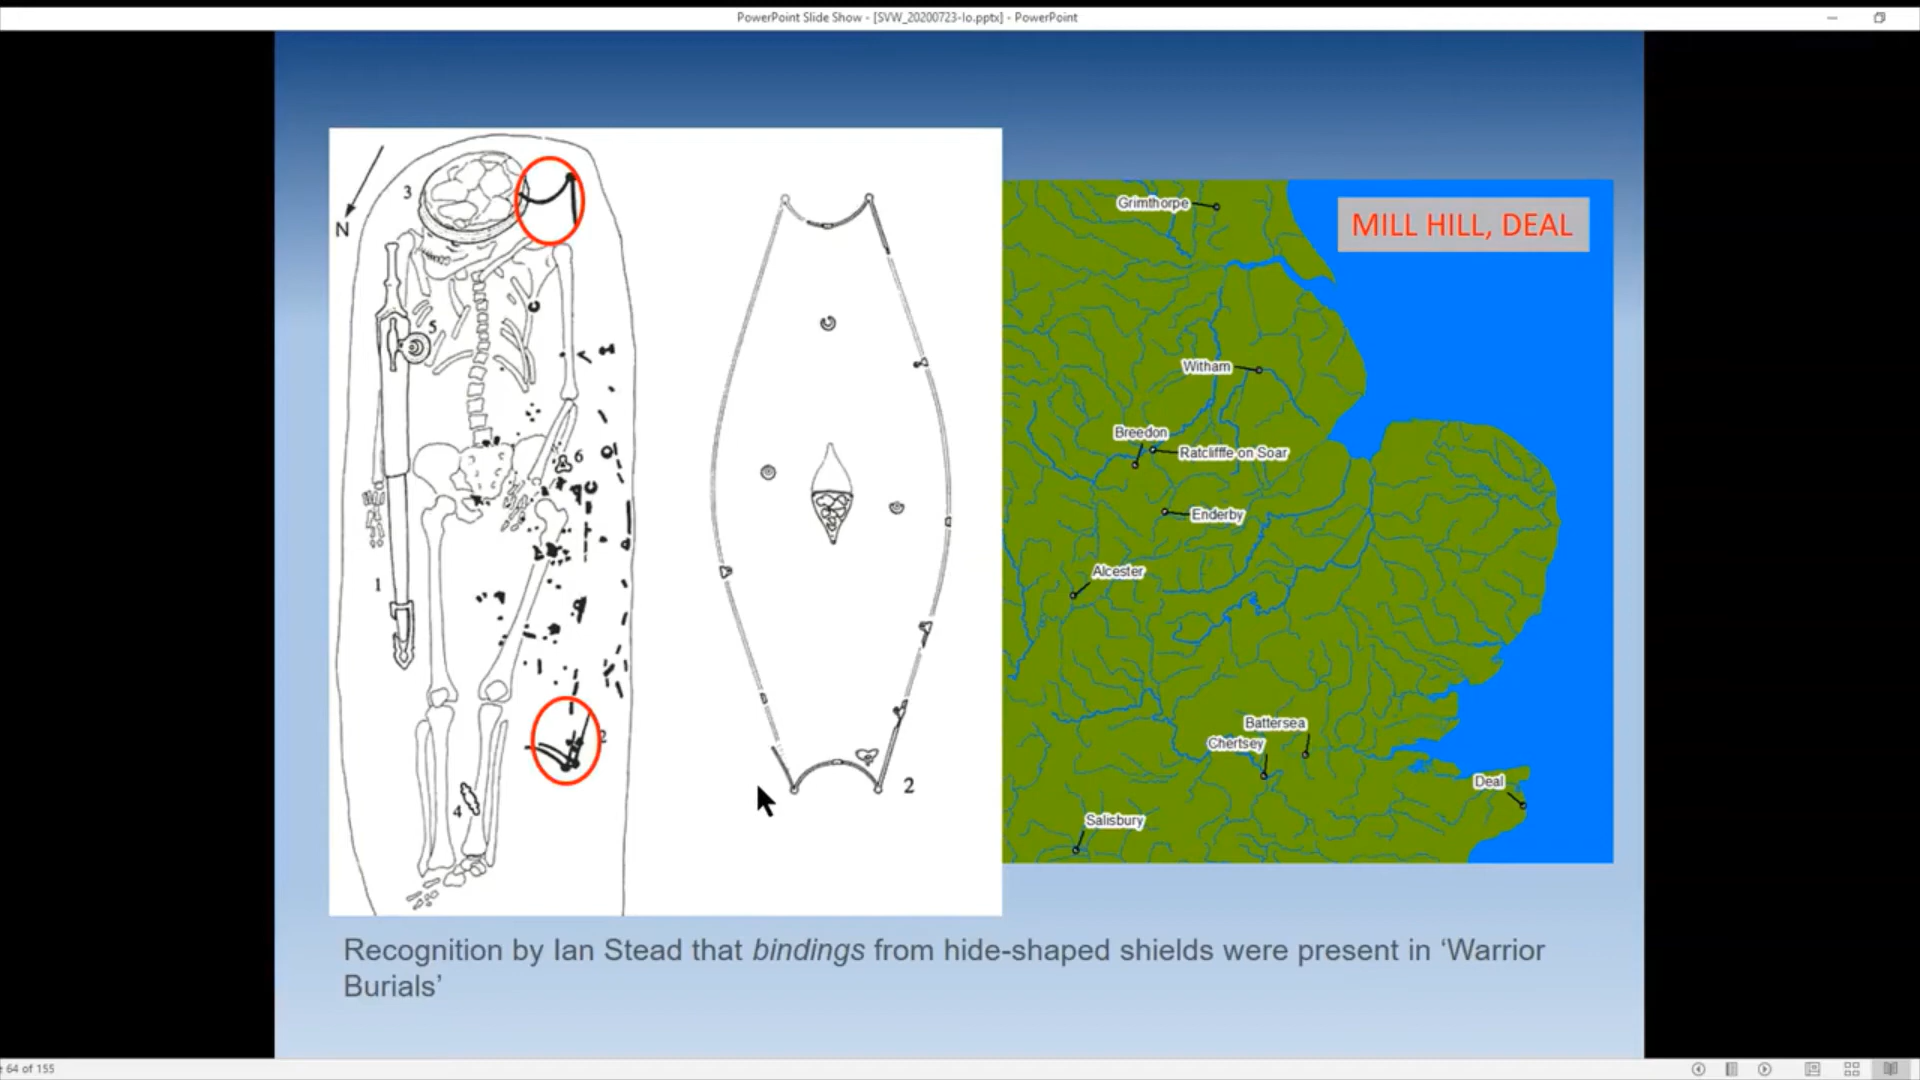 PowerPoint Slide Show - [SVW_20200723-lo.pptx] - PowerPoint
MILL HILL, DEAL
N
3
5
6
1
2
4
2
Grimthorpe
Witham
Breedon
Ratclifffe on Soar
Enderby
Alcester
Battersea
Chertsey
Deal
Salisbury
Recognition by Ian Stead that bindings from hide-shaped shields were present in ‘Warrior
Burials’
64 of 155